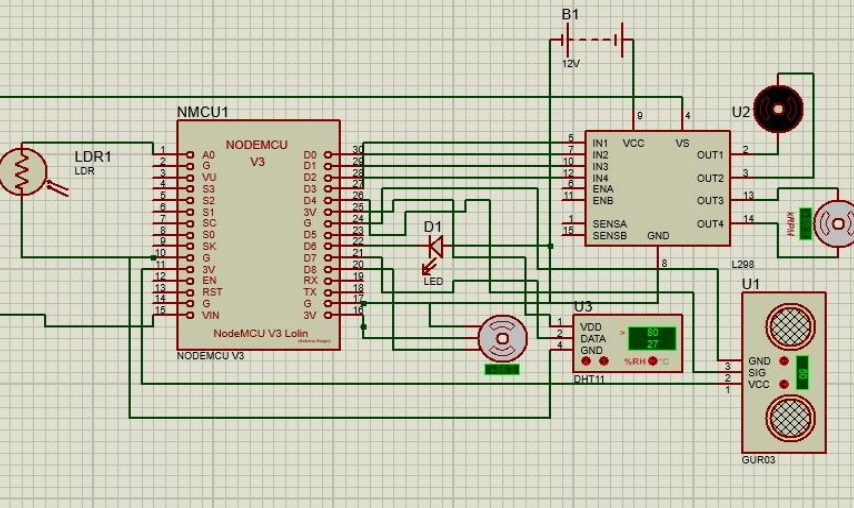 B1
12V
NMCU1
NODEMCU
V3
LDR1
LDR
1 A0
2 G
3 VU
4 S3
5 S2
6 S1
7 SC
8 S0
9 SK
10 G
11 3V
12 EN
13 RST
14 G
15 VIN
D0 30
D1 29
D2 28
D3 27
D4 26
3V 25
G 24
D5 23
D6 22
D7 21
D8 20
RX 19
TX 18
G 17
3V 16
NodeMCU V3 Lolin
NODEMCU V3
D1
LED
9
4
VCC
VS
5 IN1
7 IN2
10 IN3
12 IN4
6 ENA
11 ENB
1 SENSA
15 SENSB
OUT1 2
OUT2 3
OUT3 13
OUT4 14
GND
8
L298
U2
U3
1 VDD
2 DATA
4 GND
>
80
27
%RH
°C
DHT11
U1
3 GND
2 SIG
1 VCC
GUR03